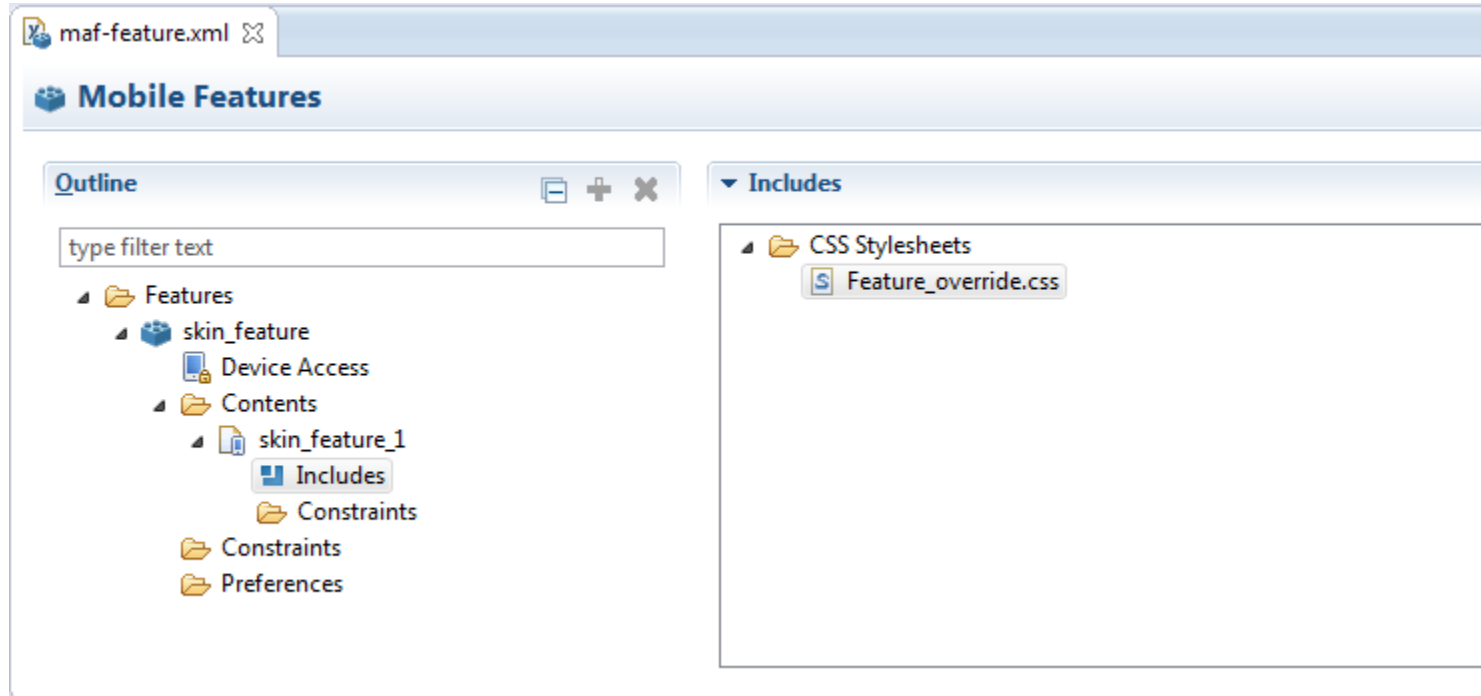 maf-feature.xml
Mobile Features
Outline
type filter text
Features
skin_feature
Device Access
Contents
skin_feature_1
Includes
Constraints
Constraints
Preferences
Includes
CSS Stylesheets
Feature_override.css